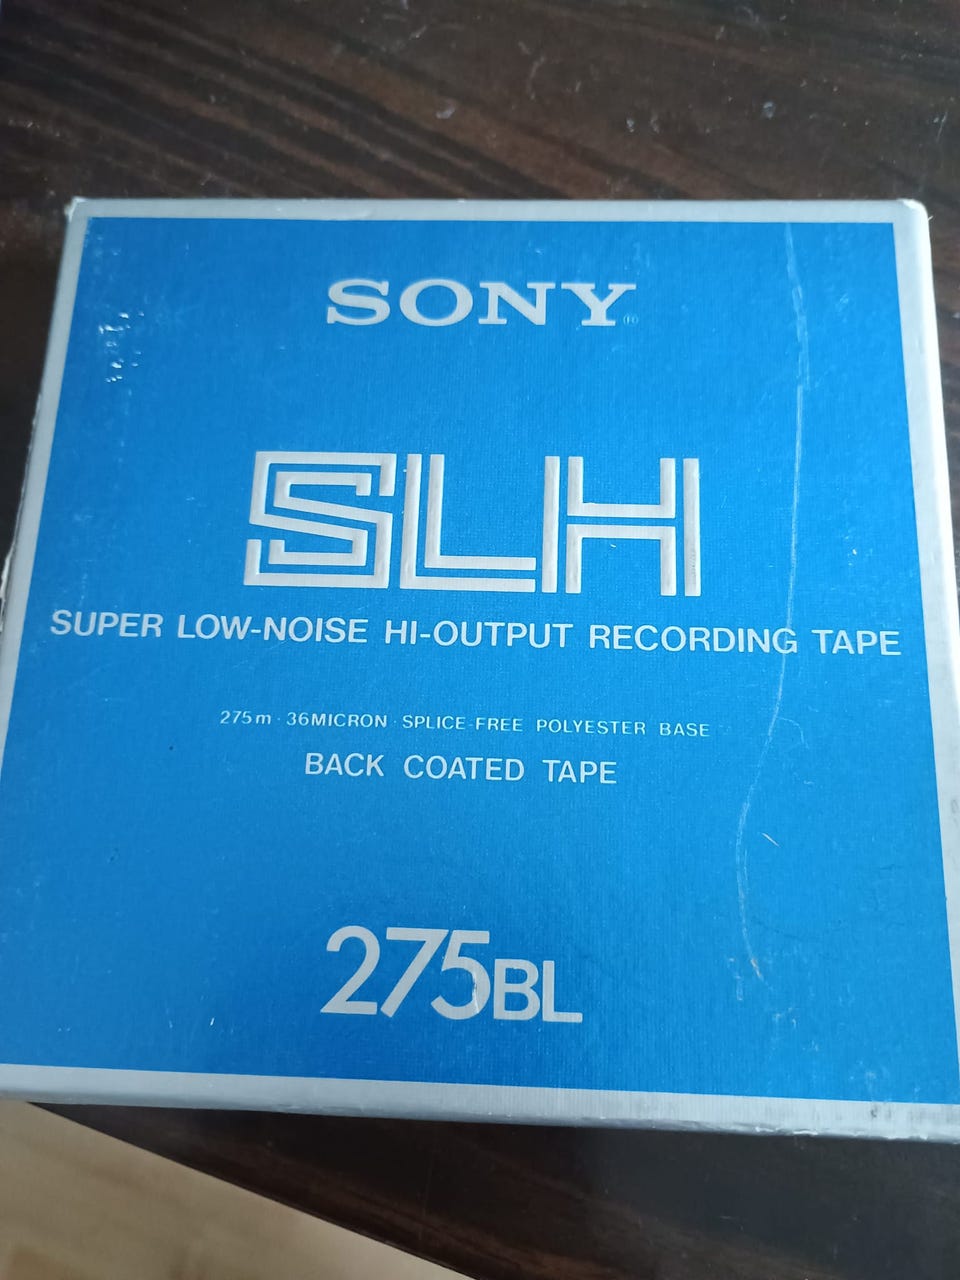 SONY®
SLH
SUPER LOW-NOISE HI-OUTPUT RECORDING TAPE
275m · 36MICRON · SPLICE-FREE POLYESTER BASE
BACK COATED TAPE
275BL